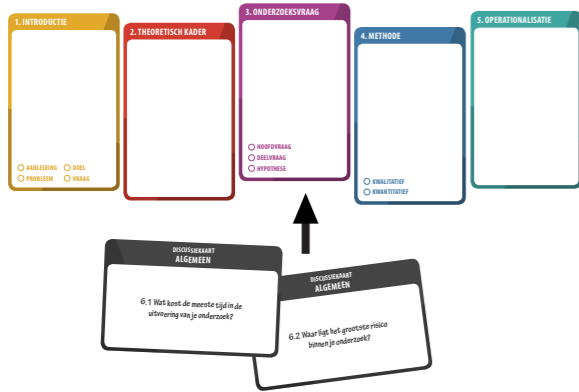 1. INTRODUCTIE
AANLEIDING DOEL
PROBLEEM VRAAG
2. THEORETISCH KADER
3. ONDERZOEKSVRAAG
HOOFDVRAAG
DEELVRAAG
HYPOTHESE
4. METHODE
KWALITATIEF
KWANTITATIEF
5. OPERATIONALISATIE
DISCUSSIEKAART
ALGEMEEN
6.1 Wat kost de meeste tijd in de
uitvoering van je onderzoek?
DISCUSSIEKAART
ALGEMEEN
6.2 Waar ligt het grootste risico
binnen je onderzoek?